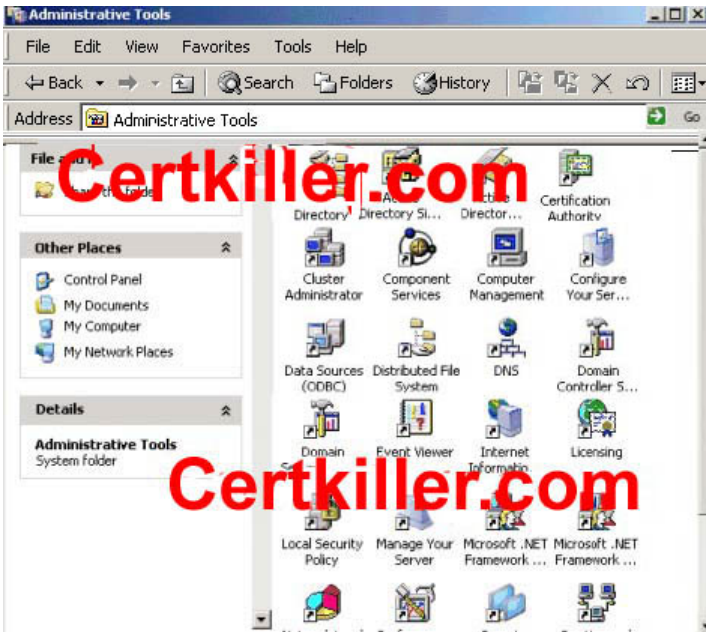 Administrative Tools
File Edit View Favorites Tools Help
Back Search Folders History
Address Administrative Tools Go
File and
Certkiller.com
the folder
Other Places
Control Panel
My Documents
My Computer
My Network Places
Details
Administrative Tools
System folder
Directory
Directory Si...
Director...
Certification Authority
Cluster Administrator
Component Services
Computer Management
Configure Your Ser...
Data Sources (ODBC)
Distributed File System
DNS
Domain Controller S...
Domain
Event Viewer
Internet
Licensing
Certkiller.com
Local Security Policy
Manage Your Server
Microsoft .NET Framework ...
Microsoft .NET Framework ...